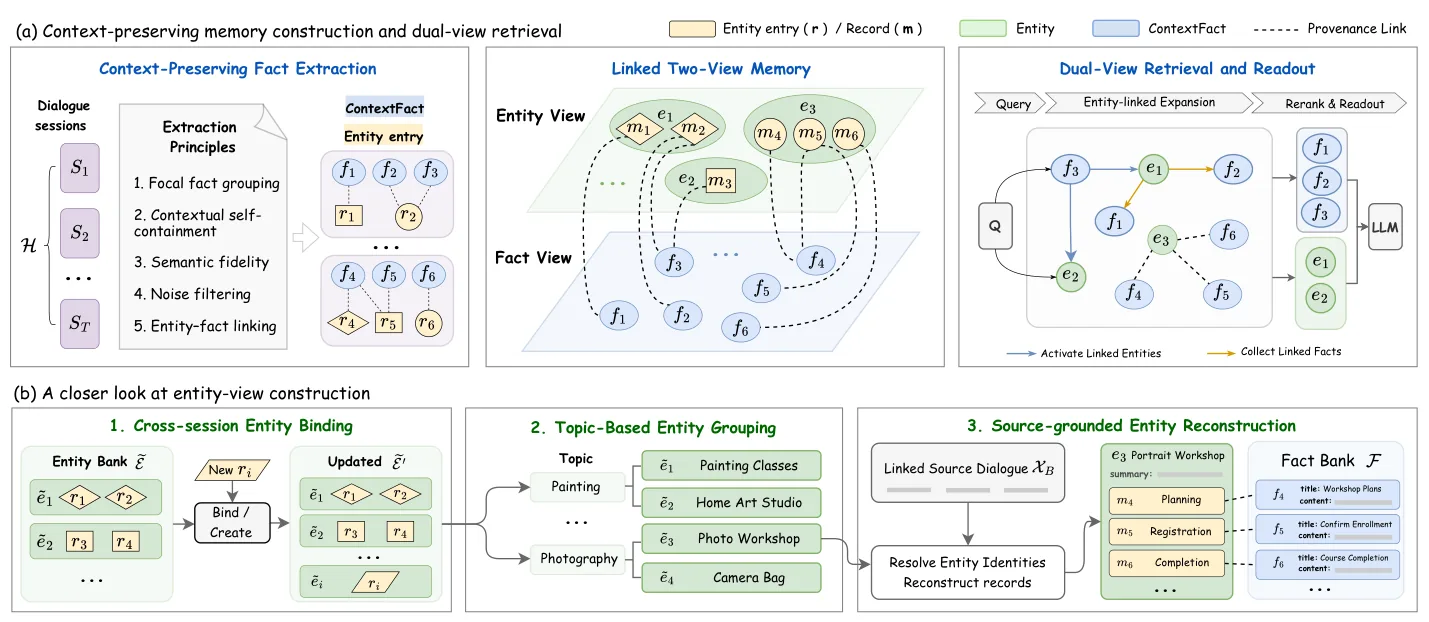 (a) Context-preserving memory construction and dual-view retrieval
Entity entry ( r ) / Record ( m )
Entity
ContextFact
Provenance Link
Context-Preserving Fact Extraction
Dialogue
sessions
ℋ
S₁
S₂
...
S_T
Extraction
Principles
1. Focal fact grouping
2. Contextual self-
containment
3. Semantic fidelity
4. Noise filtering
5. Entity–fact linking
ContextFact
Entity entry
f₁ f₂ f₃
r₁ r₂
...
f₄ f₅ f₆
r₄ r₅ r₆
Linked Two-View Memory
Entity View
e₁
m₁ m₂
e₃
m₄ m₅ m₆
...
e₂ m₃
Fact View
...
f₃ f₄
f₅
f₁ f₂ f₆
Dual-View Retrieval and Readout
Query
Entity-linked Expansion
Rerank & Readout
Q
f₃ e₁ f₂
f₁
e₃ f₆
e₂
f₄ f₅
f₁
f₂
f₃
e₁
e₂
LLM
Activate Linked Entities
Collect Linked Facts
(b) A closer look at entity-view construction
1. Cross-session Entity Binding
Entity Bank ℰ̃
ẽ₁ r₁ r₂
ẽ₂ r₃ r₄
...
New rᵢ
Bind /
Create
Updated ℰ̃′
ẽ₁ r₁ r₂
ẽ₂ r₃ r₄
...
ẽᵢ rᵢ
2. Topic-Based Entity Grouping
Topic
Painting
...
Photography
ẽ₁ Painting Classes
ẽ₂ Home Art Studio
ẽ₃ Photo Workshop
ẽ₄ Camera Bag
3. Source-grounded Entity Reconstruction
Linked Source Dialogue 𝒳_B
Resolve Entity Identities
Reconstruct records
e₃ Portrait Workshop
summary:
m₄ Planning
m₅ Registration
m₆ Completion
...
Fact Bank ℱ
f₄ title: Workshop Plans
content:
f₅ title: Confirm Enrollment
content:
f₆ title: Course Completion
content:
...